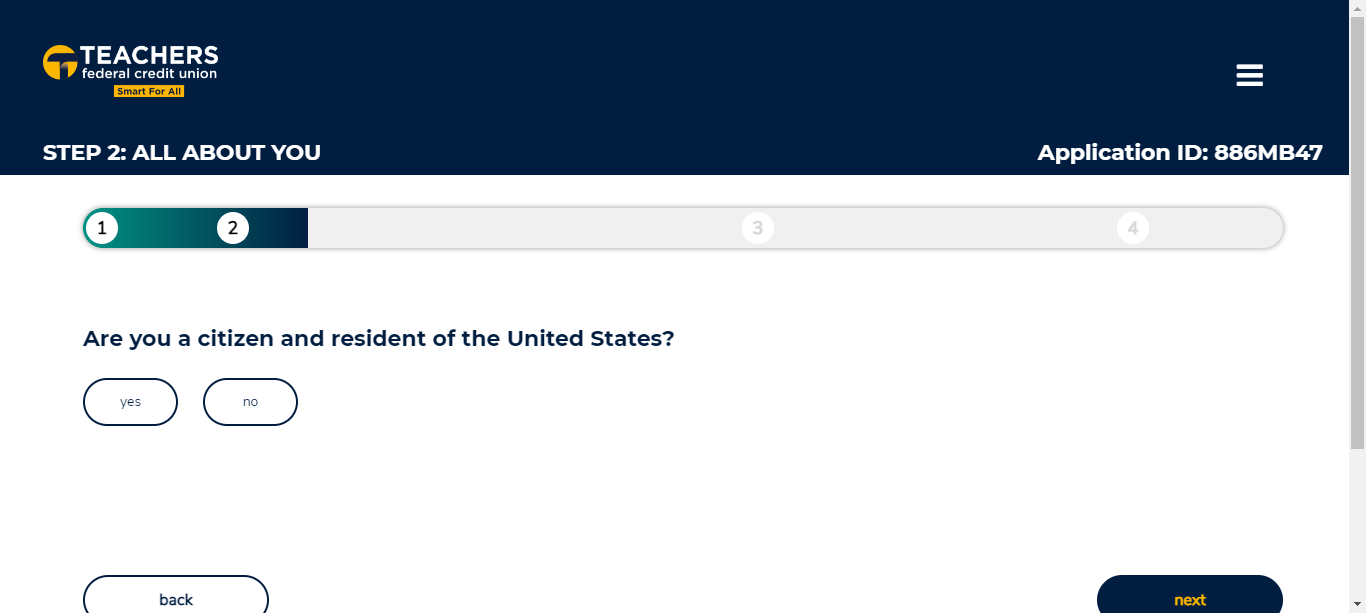 TEACHERS
federal credit union
Smart For All
STEP 2: ALL ABOUT YOU
Application ID: 886MB47
1
2
3
4
Are you a citizen and resident of the United States?
yes
no
back
next